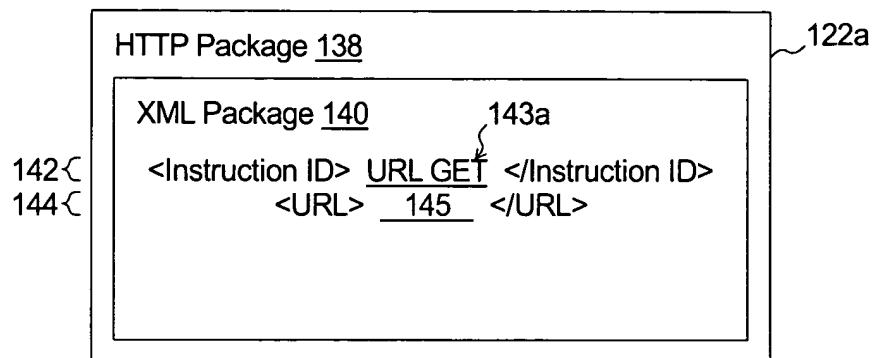 HTTP Package 138
122a
XML Package 140
143a
142{ <Instruction ID> URL GET </Instruction ID>
144{ <URL> 145 </URL>